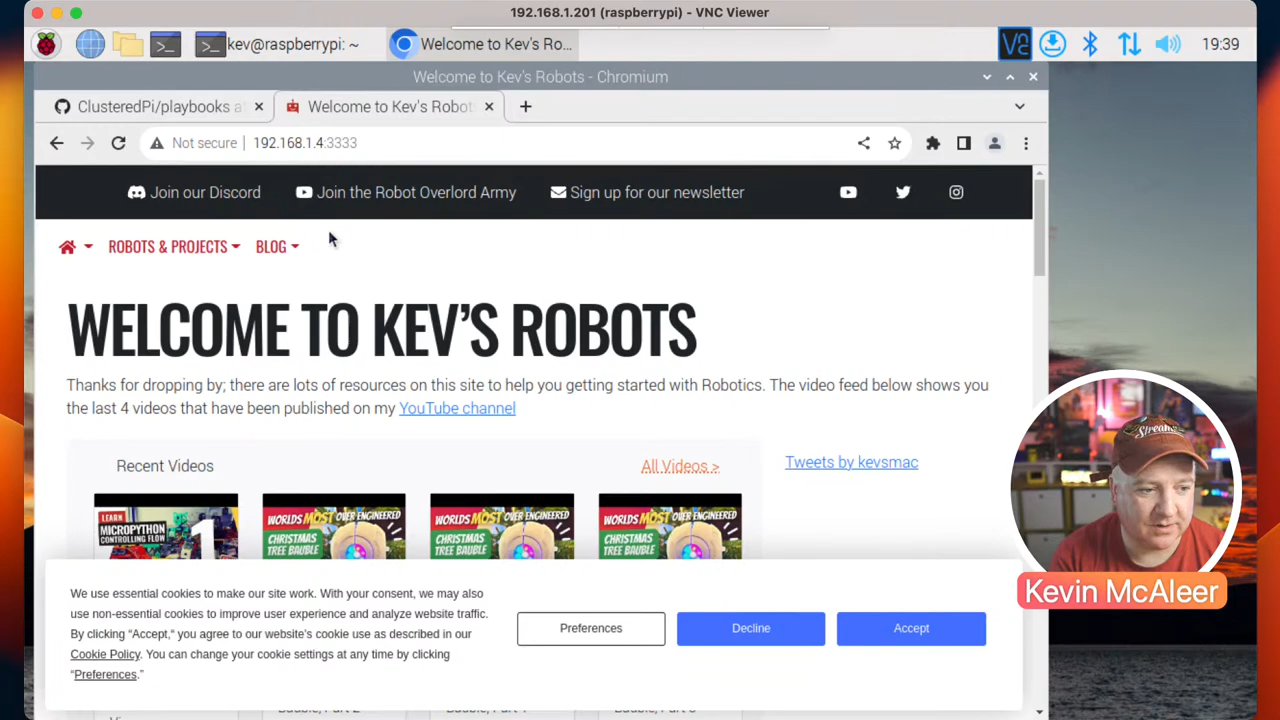 192.168.1.201 (raspberrypi) - VNC Viewer
kev@raspberrypi: ~
Welcome to Kev's Ro...
19:39
Welcome to Kev's Robots - Chromium
ClusteredPi/playbooks a
Welcome to Kev's Robot
Not secure
192.168.1.4:3333
Join our Discord
Join the Robot Overlord Army
Sign up for our newsletter
ROBOTS & PROJECTS
BLOG
WELCOME TO KEV'S ROBOTS
Thanks for dropping by; there are lots of resources on this site to help you getting started with Robotics. The video feed below shows you
the last 4 videos that have been published on my YouTube channel
Recent Videos
All Videos >
Tweets by kevsmac
LEARN
MICROPYTHON
CONTROLLING FLOW
1
WORLDS MOST OVER ENGINEERED
CHRISTMAS
TREE BAUBLE
WORLDS MOST OVER ENGINEERED
CHRISTMAS
TREE BAUBLE
WORLDS MOST OVER ENGINEERED
CHRISTMAS
TREE BAUBLE
We use essential cookies to make our site work. With your consent, we may also
use non-essential cookies to improve user experience and analyze website traffic.
By clicking “Accept,“ you agree to our website's cookie use as described in our
Cookie Policy. You can change your cookie settings at any time by clicking
“Preferences.”
Preferences
Decline
Accept
Kevin McAleer